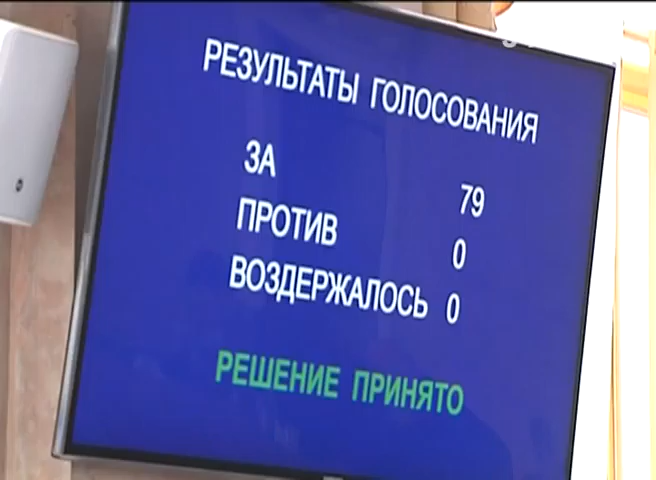 РЕЗУЛЬТАТЫ ГОЛОСОВАНИЯ
ЗА 79
ПРОТИВ 0
ВОЗДЕРЖАЛОСЬ 0
РЕШЕНИЕ ПРИНЯТО